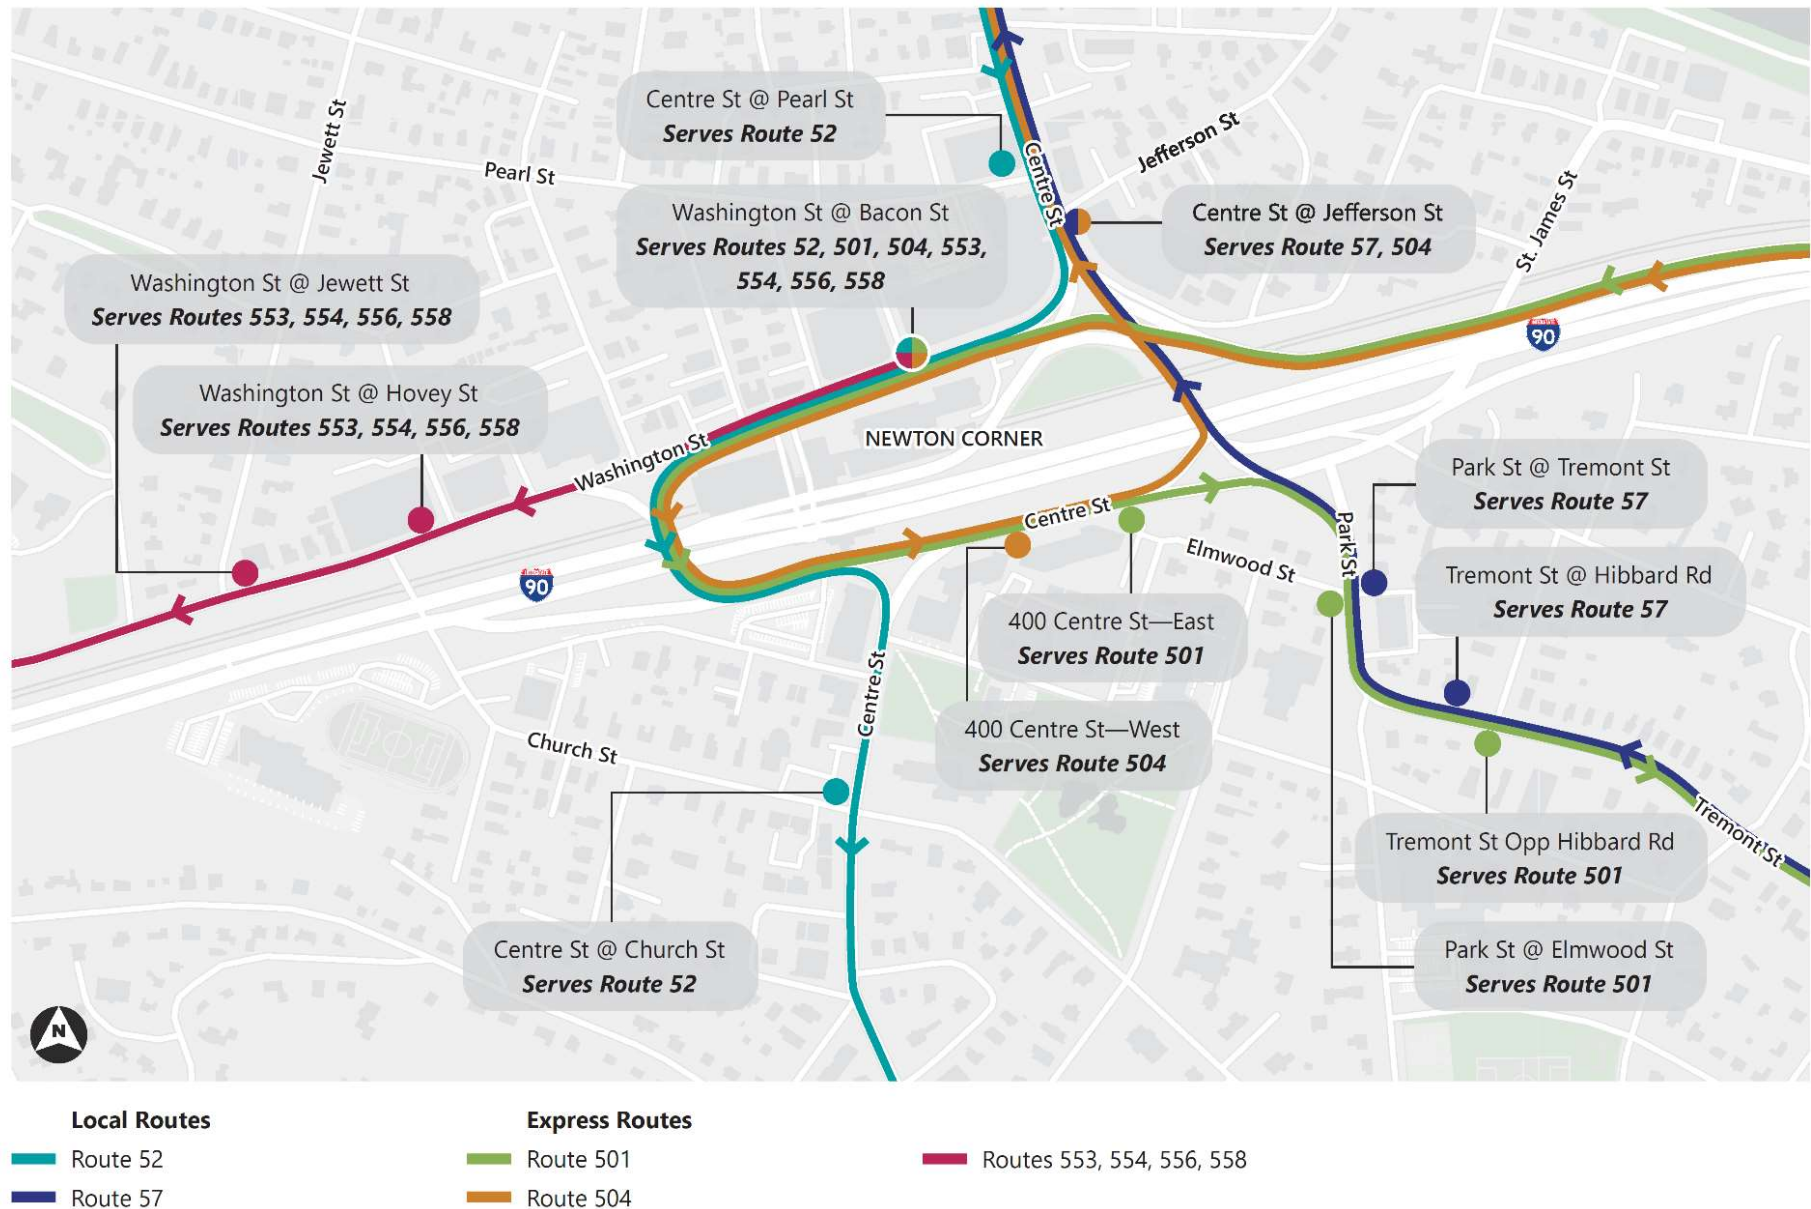 Centre St @ Pearl St
Serves Route 52
Jewett St
Pearl St
Jefferson St
Centre St
Washington St @ Bacon St
Serves Routes 52, 501, 504, 553,
554, 556, 558
Centre St @ Jefferson St
Serves Route 57, 504
St. James St
Washington St @ Jewett St
Serves Routes 553, 554, 556, 558
90
Washington St @ Hovey St
Serves Routes 553, 554, 556, 558
NEWTON CORNER
Washington St
Park St @ Tremont St
Serves Route 57
Centre St
Park St
Elmwood St
90
Tremont St @ Hibbard Rd
Serves Route 57
400 Centre St—East
Serves Route 501
Centre St
400 Centre St—West
Serves Route 504
Church St
Tremont St
Tremont St Opp Hibbard Rd
Serves Route 501
Centre St @ Church St
Serves Route 52
Park St @ Elmwood St
Serves Route 501
N
Local Routes
Express Routes
Route 52
Route 501
Routes 553, 554, 556, 558
Route 57
Route 504